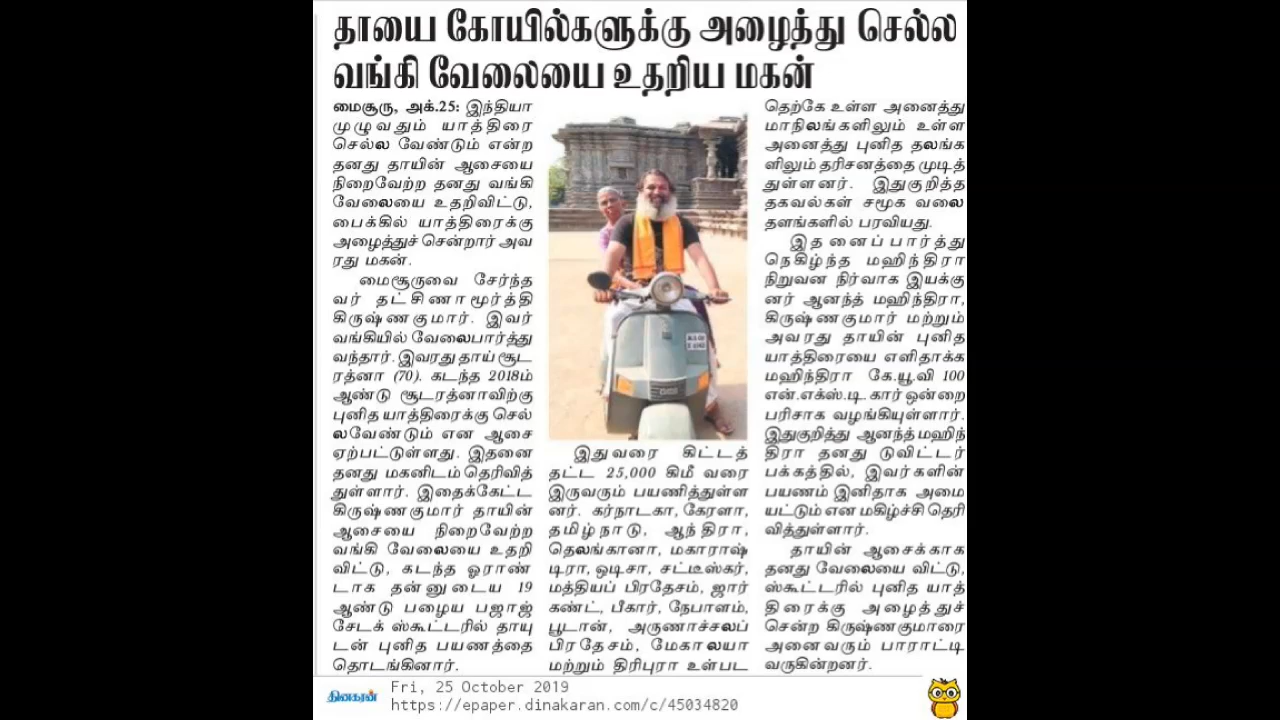 தாயை கோயில்களுக்கு அழைத்து செல்ல
வங்கி வேலையை உதறிய மகன்
மைசூரு, அக்.25: இந்தியா
முழுவதும் யாத்திரை
செல்ல வேண்டும் என்ற
தனது தாயின் ஆசையை
நிறைவேற்ற தனது வங்கி
வேலையை உதறிவிட்டு,
பைக்கில் யாத்திரைக்கு
அழைத்துச் சென்றார் அவ
ரது மகன்.
மைசூருவை சேர்ந்த
வர் தட்சிணாமூர்த்தி
கிருஷ்ணகுமார். இவர்
வங்கியில் வேலைபார்த்து
வந்தார். இவரது தாய் சூட
ரத்னா (70). கடந்த 2018ம்
ஆண்டு சூடரத்னாவிற்கு
புனித யாத்திரைக்கு செல்
லவேண்டும் என ஆசை
ஏற்பட்டுள்ளது. இதனை
தனது மகனிடம் தெரிவித்
துள்ளார். இதைக்கேட்ட
கிருஷ்ணகுமார் தாயின்
ஆசையை நிறைவேற்ற
வங்கி வேலையை உதறி
விட்டு, கடந்த ஓராண்
டாக தன்னுடைய 19
ஆண்டு பழைய பஜாஜ்
சேடக் ஸ்கூட்டரில் தாயு
டன் புனித பயணத்தை
தொடங்கினார்.
இதுவரை கிட்டத்
தட்ட 25,000 கிமீ வரை
இருவரும் பயணித்துள்ள
னர். கர்நாடகா, கேரளா,
தமிழ்நாடு, ஆந்திரா,
தெலங்கானா, மகாராஷ்
டிரா, ஒடிசா, சட்டீஸ்கர்,
மத்தியப் பிரதேசம், ஜார்
கண்ட், பீகார், நேபாளம்,
பூடான், அருணாச்சலப்
பிரதேசம், மேகாலயா
மற்றும் திரிபுரா உள்பட
தெற்கே உள்ள அனைத்து
மாநிலங்களிலும் உள்ள
அனைத்து புனித தலங்க
ளிலும் தரிசனத்தை முடித்
துள்ளனர். இதுகுறித்த
தகவல்கள் சமூக வலை
தளங்களில் பரவியது.
இதனைப்பார்த்து
நெகிழ்ந்த மஹிந்திரா
நிறுவன நிர்வாக இயக்கு
னர் ஆனந்த் மஹிந்திரா,
கிருஷ்ணகுமார் மற்றும்
அவரது தாயின் புனித
யாத்திரையை எளிதாக்க
மஹிந்திரா கே.யூ.வி 100
என்.எக்ஸ்.டி. கார் ஒன்றை
பரிசாக வழங்கியுள்ளார்.
இதுகுறித்து ஆனந்த் மஹிந்
திரா தனது டுவிட்டர்
பக்கத்தில், இவர்களின்
பயணம் இனிதாக அமை
யட்டும் என மகிழ்ச்சி தெரி
வித்துள்ளார்.
தாயின் ஆசைக்காக
தனது வேலையை விட்டு,
ஸ்கூட்டரில் புனித யாத்
திரைக்கு அழைத்துச்
சென்ற கிருஷ்ணகுமாரை
அனைவரும் பாராட்டி
வருகின்றனர்.
தினகரன்
Fri, 25 October 2019
https://epaper.dinakaran.com/c/45034820